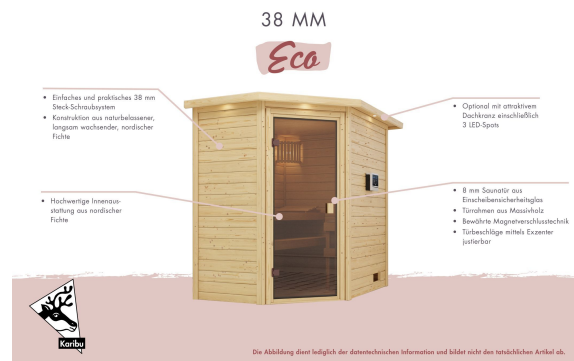 38 MM
Eco
• Einfaches und praktisches 38 mm
Steck-Schraubsystem
• Konstruktion aus naturbelassener,
langsam wachsender, nordischer
Fichte
• Optional mit attraktivem
Dachkranz einschließlich
3 LED-Spots
• Hochwertige Innenaus-
stattung aus nordischer
Fichte
• 8 mm Saunatür aus
Einscheibensicherheitsglas
• Türrahmen aus Massivholz
• Bewährte Magnetverschlusstechnik
• Türbeschläge mittels Exzenter
justierbar
Karibu
Die Abbildung dient lediglich der datentechnischen Information und bildet nicht den tatsächlichen Artikel ab.